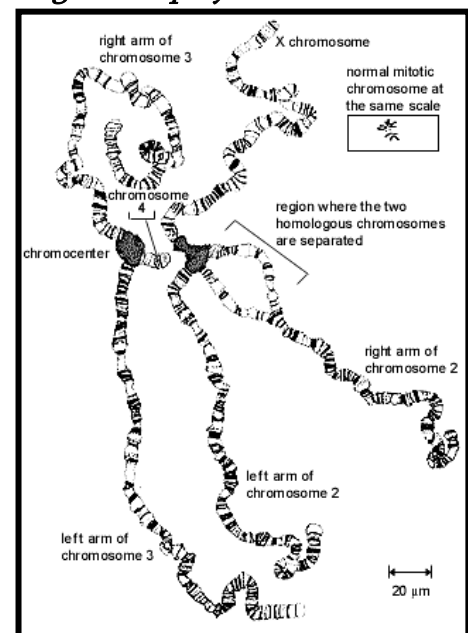 right arm of
chromosome 3
X chromosome
normal mitotic
chromosome at
the same scale
chromosome
4
region where the two
homologous chromosomes
are separated
chromocenter
right arm of
chromosome 2
left arm of
chromosome 2
left arm of
chromosome 3
20 µm